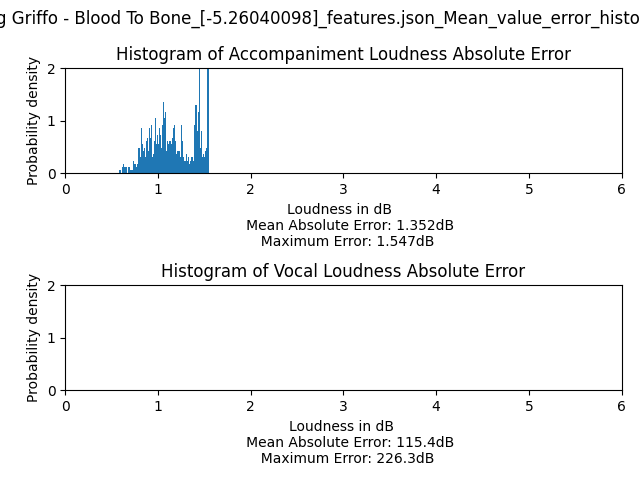 g Griffo - Blood To Bone_[-5.26040098]_features.json_Mean_value_error_histo
Histogram of Accompaniment Loudness Absolute Error
Probability density
2
1
0
0 1 2 3 4 5 6
Loudness in dB
Mean Absolute Error: 1.352dB
Maximum Error: 1.547dB
Histogram of Vocal Loudness Absolute Error
Probability density
2
1
0
0 1 2 3 4 5 6
Loudness in dB
Mean Absolute Error: 115.4dB
Maximum Error: 226.3dB